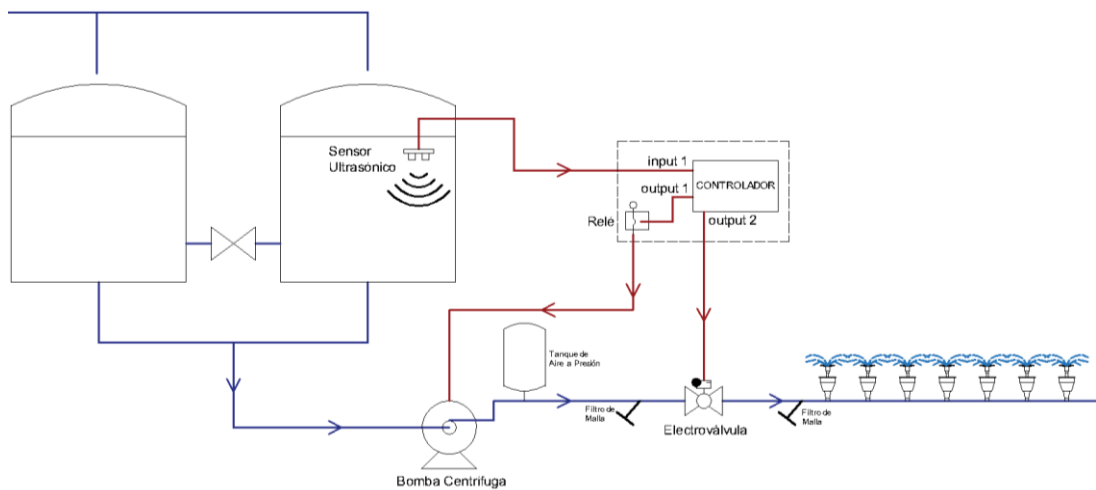 Sensor
Ultrasónico
input 1
output 1
CONTROLADOR
Relé
output 2
Tanque de
Aire a Presión
Filtro de
Malla
Electroválvula
Filtro de
Malla
Bomba Centrifuga